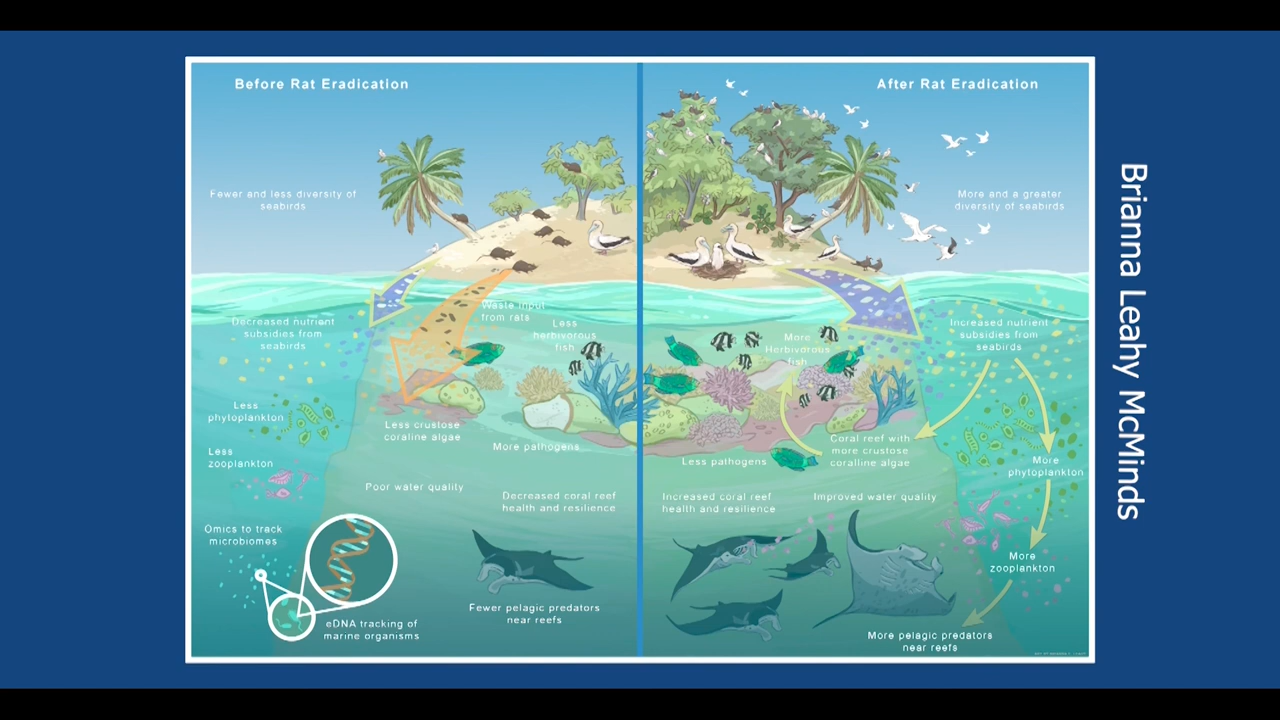 Before Rat Eradication
Fewer and less diversity of
seabirds
Decreased nutrient
subsidies from
seabirds
Waste input
from rats
Less
herbivorous
fish
Less
phytoplankton
Less
zooplankton
Less crustose
coraline algae
More pathogens
Poor water quality
Decreased coral reef
health and resilience
Omics to track
microbiomes
eDNA tracking of
marine organisms
Fewer pelagic predators
near reefs
After Rat Eradication
More and a greater
diversity of seabirds
Increased nutrient
subsidies from
seabirds
More
Herbivorous
fish
Coral reef with
more crustose
coralline algae
Less pathogens
More
phytoplankton
Increased coral reef
health and resilience
Improved water quality
More
zooplankton
More pelagic predators
near reefs
Brianna Leahy McMinds